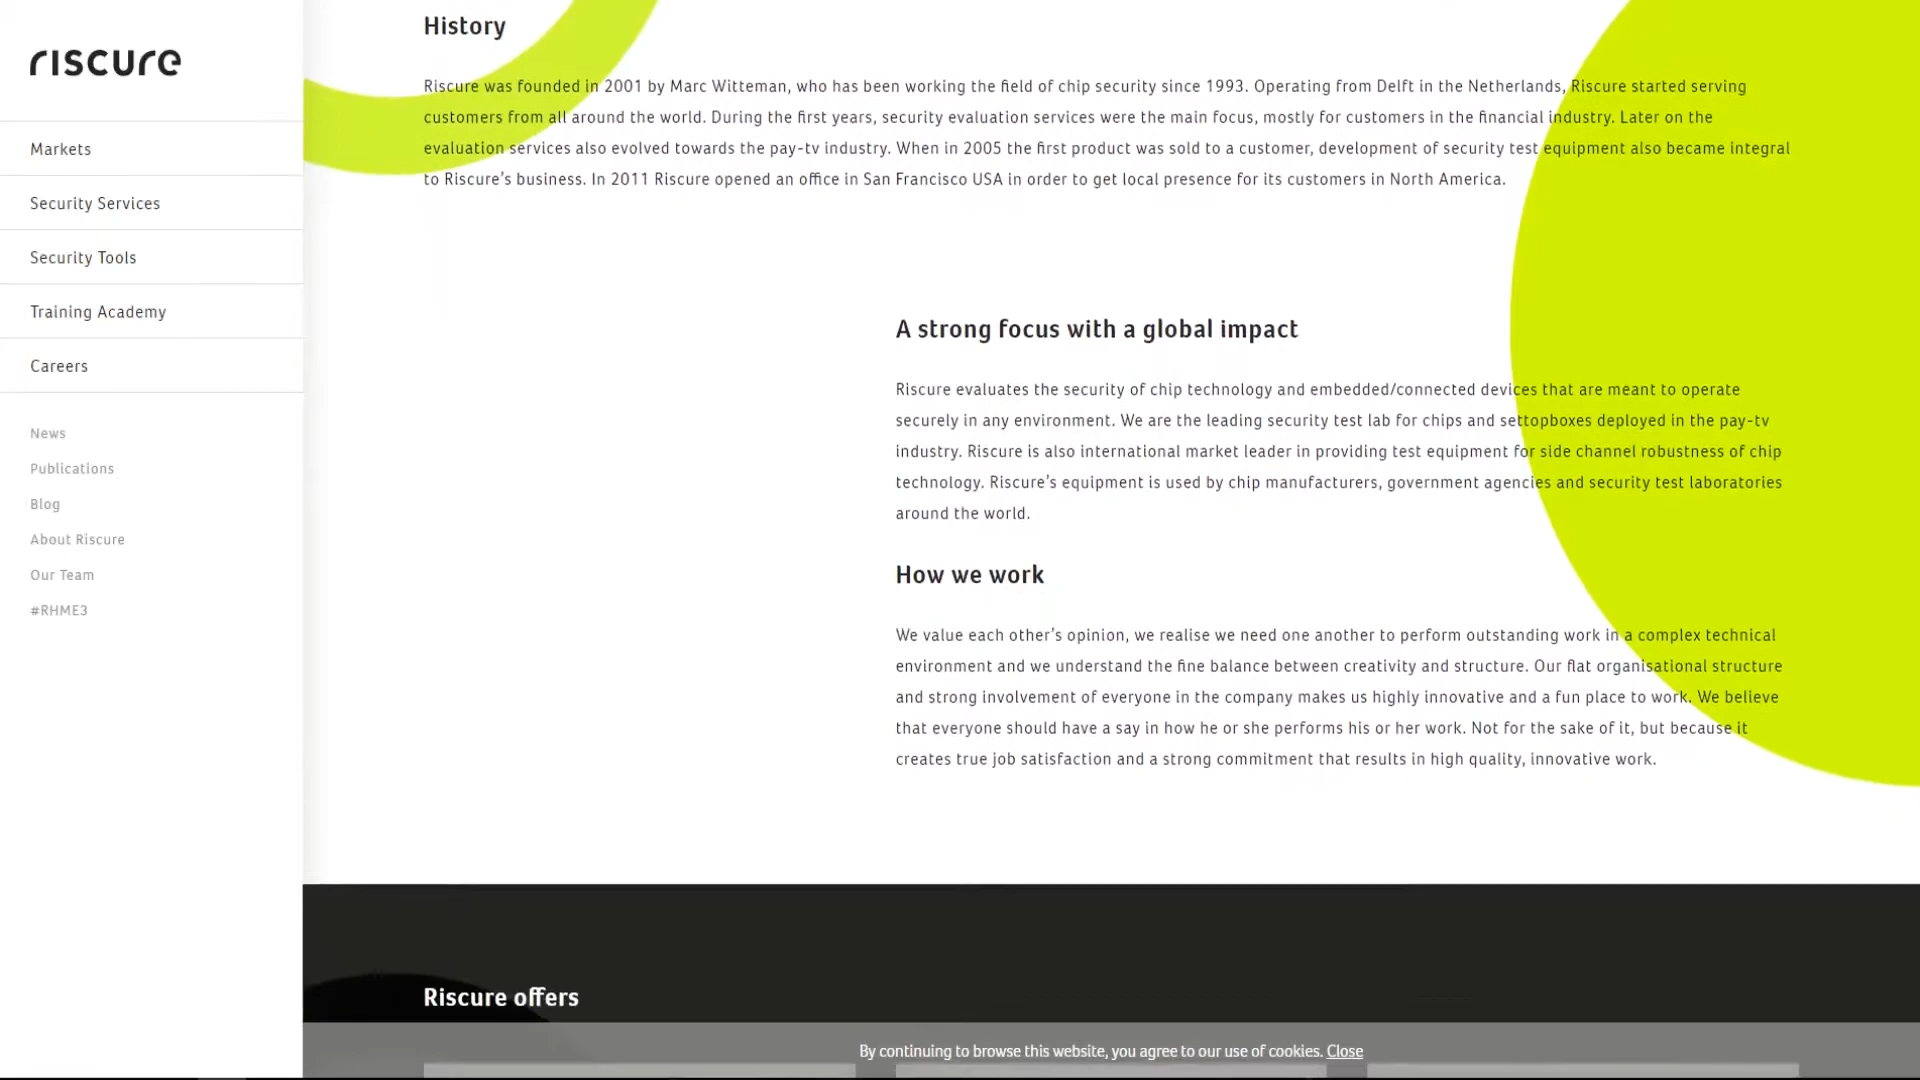 riscure
Markets
Security Services
Security Tools
Training Academy
Careers
News
Publications
Blog
About Riscure
Our Team
#RHME3
History
Riscure was founded in 2001 by Marc Witteman, who has been working the field of chip security since 1993. Operating from Delft in the Netherlands, Riscure started serving
customers from all around the world. During the first years, security evaluation services were the main focus, mostly for customers in the financial industry. Later on the
evaluation services also evolved towards the pay-tv industry. When in 2005 the first product was sold to a customer, development of security test equipment also became integral
to Riscure's business. In 2011 Riscure opened an office in San Francisco USA in order to get local presence for its customers in North America.
A strong focus with a global impact
Riscure evaluates the security of chip technology and embedded/connected devices that are meant to operate
securely in any environment. We are the leading security test lab for chips and settopboxes deployed in the pay-tv
industry. Riscure is also international market leader in providing test equipment for side channel robustness of chip
technology. Riscure's equipment is used by chip manufacturers, government agencies and security test laboratories
around the world.
How we work
We value each other's opinion, we realise we need one another to perform outstanding work in a complex technical
environment and we understand the fine balance between creativity and structure. Our flat organisational structure
and strong involvement of everyone in the company makes us highly innovative and a fun place to work. We believe
that everyone should have a say in how he or she performs his or her work. Not for the sake of it, but because it
creates true job satisfaction and a strong commitment that results in high quality, innovative work.
Riscure offers
By continuing to browse this website, you agree to our use of cookies. Close